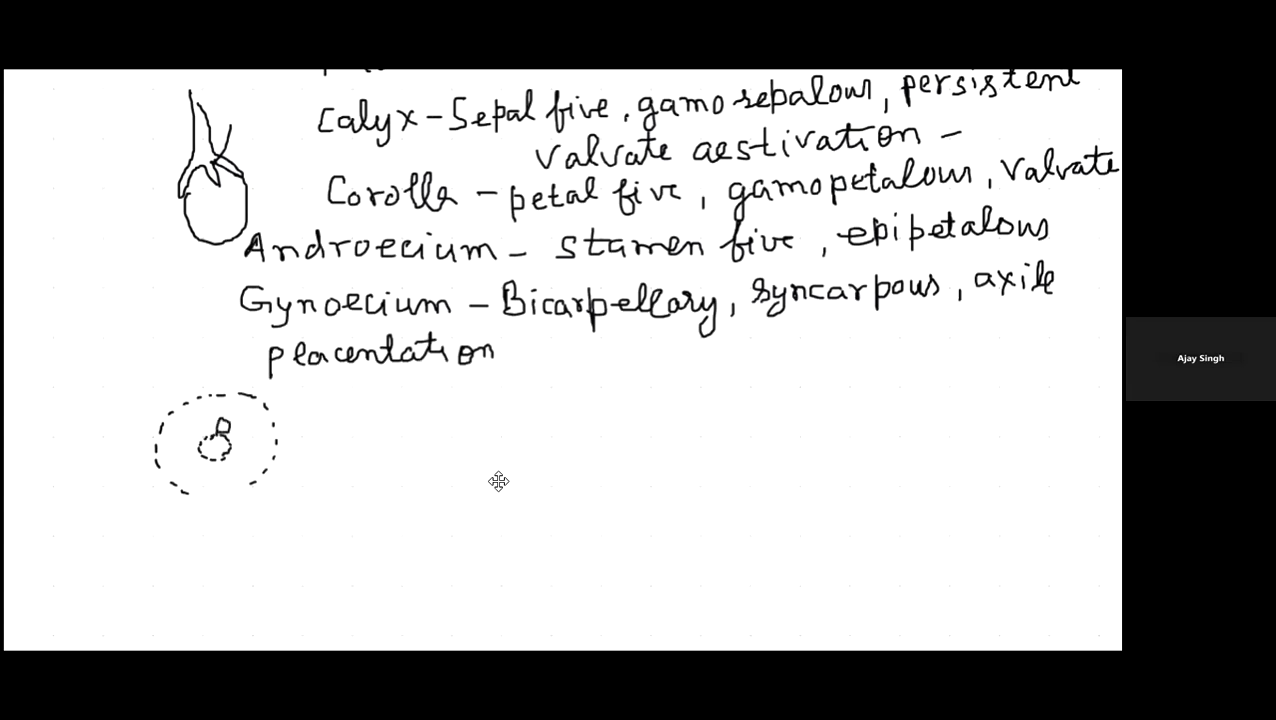 Calyx - Sepal five, gamosepalous, persistent
valvate aestivation -
Corolla - petal five, gamopetalous, valvate
Androecium - stamen five, epipetalous
Gynoecium - Bicarpellary, syncarpous, axile
placentation
Ajay Singh